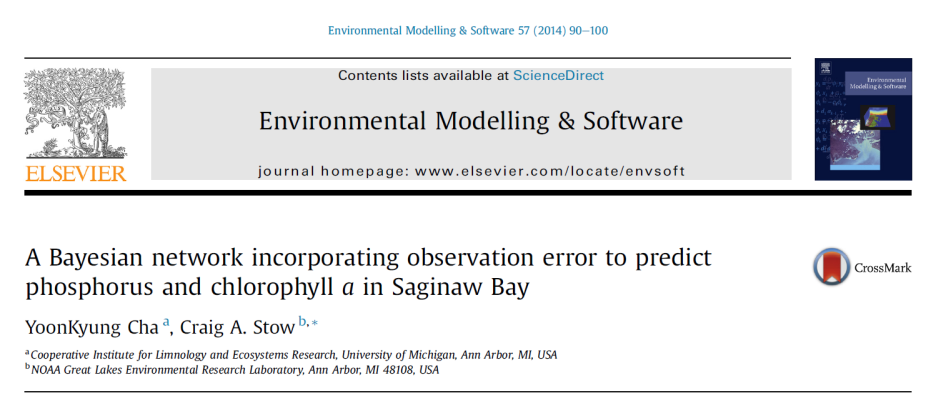 Environmental Modelling & Software 57 (2014) 90–100
Contents lists available at ScienceDirect
Environmental Modelling & Software
journal homepage: www.elsevier.com/locate/envsoft
ELSEVIER
Environmental
Modelling & Software
A Bayesian network incorporating observation error to predict
phosphorus and chlorophyll a in Saginaw Bay
CrossMark
YoonKyung Cha a, Craig A. Stow b,*
a Cooperative Institute for Limnology and Ecosystems Research, University of Michigan, Ann Arbor, MI, USA
b NOAA Great Lakes Environmental Research Laboratory, Ann Arbor, MI 48108, USA